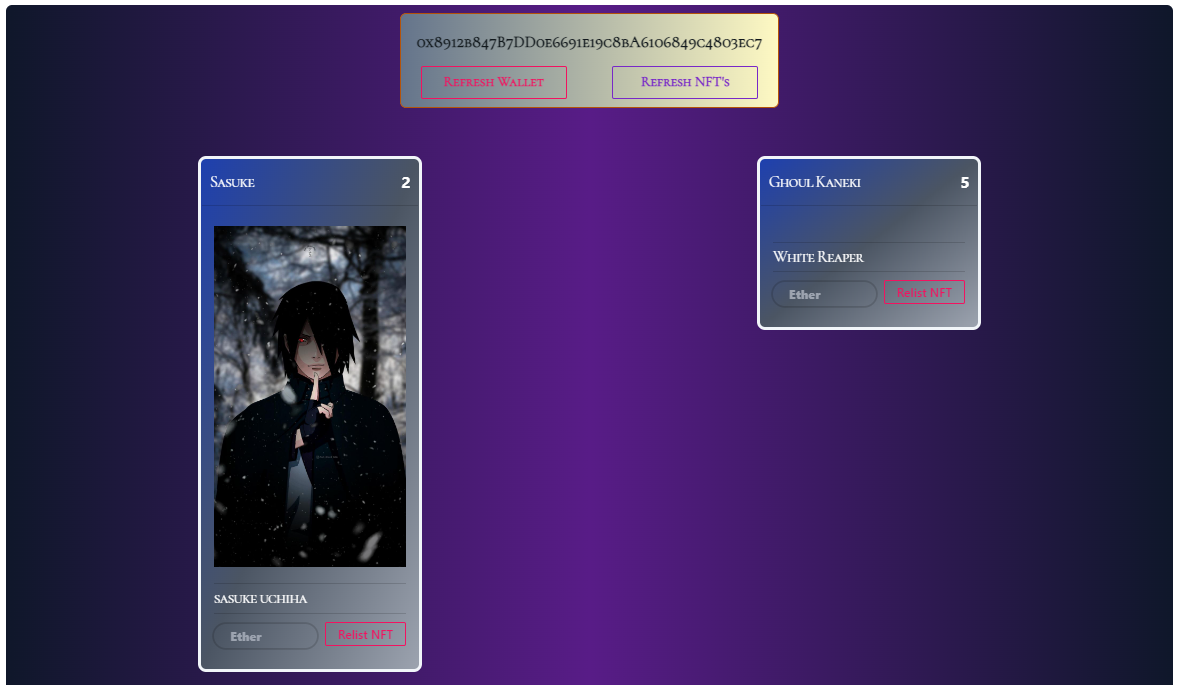 0x8912b847B7DD0e6691e19c8bA6106849c4803ec7
Refresh Wallet
Refresh NFT's
Sasuke
2
sasuke uchiha
Ether
Relist NFT
Ghoul Kaneki
5
White Reaper
Ether
Relist NFT